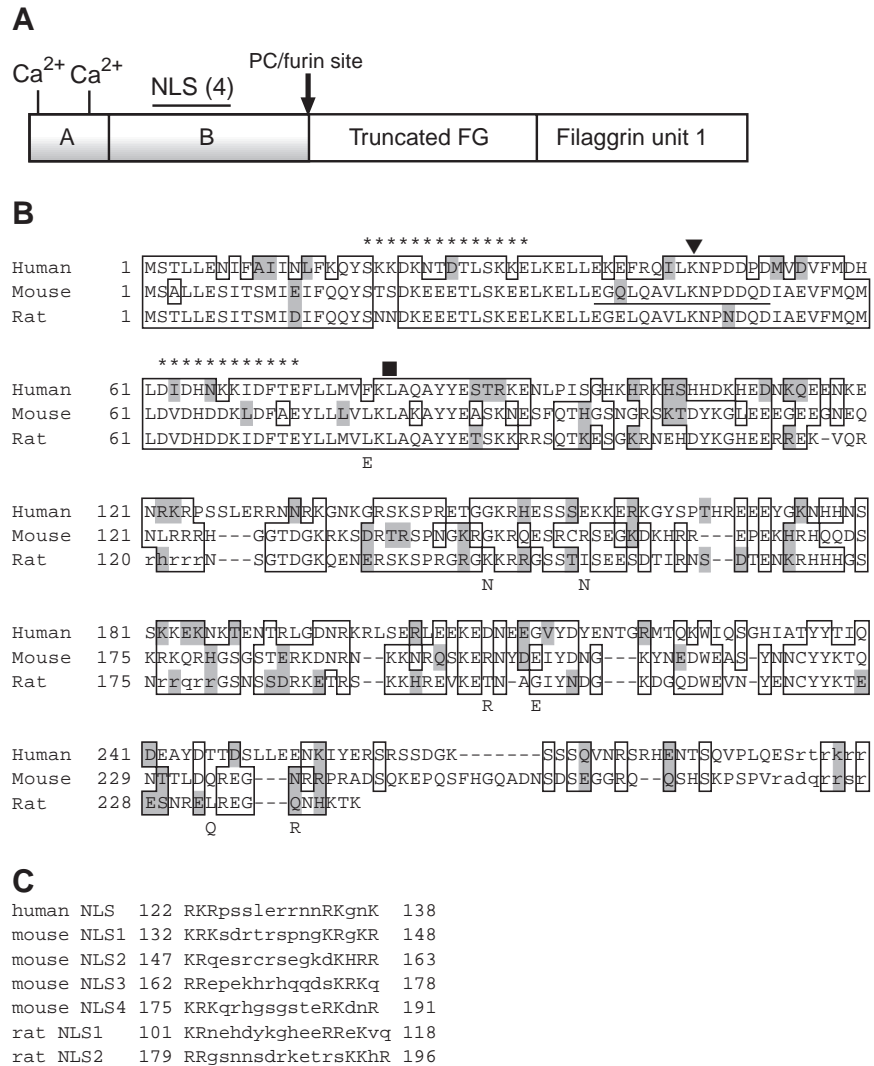 A
Ca2+ Ca2+ NLS (4) PC/furin site
A B Truncated FG Filaggrin unit 1
B
**************
Human 1 MSTLLENIFAIINLFKQYSKKDKNTDTLSKKELKELLEKEFRQILKNPDDPDMVDVFMDH
Mouse 1 MSALLESITSMIEIFQQYSTSDKEEETLSKEELKELLEGQLQAVLKNPDDQDIAEVFMQM
Rat 1 MSTLLESITSMIDIFQQYSNNDKEEETLSKEELKELLEGELQAVLKNPNDQDIAEVFMQM
************
Human 61 LDIDHNKKIDFTEFLLMVFKLAQAYYESTRKENLPISGHKHRKHSHHDKHEDNKQEENKE
Mouse 61 LDVDHDDKLDFAEYLLLVLKLAKAYYEASKNESFQTHGSNGRSKTDYKGLEEEGEEGNEQ
Rat 61 LDVDHDDKIDFTEYLLMVLKLAQAYYETSKKRRSQTKESGKRNEHDYKGHEERREK-VQR
E
Human 121 NRKRPSSLERRNNRKGNKGRSKSPRETGGKRHESSSEKKERKGYSPTHREEEYGKNHHNS
Mouse 121 NLRRRH---GGTDGKRKSDRTRSPNGKRGKRQESRCRSEGKDKHRR--EPEKHRHQQDS
Rat 120 rhrrrN---SGTDGKQENERSKSPRGRGKKRRGSSTISEESDTIRNS--DTENKRHHHGS
N N
Human 181 SKKEKNKTENTRLGDNRKRLSERLEEKEDNEEGVYDYENTGRMTQKWIQSGHIATYYTIQ
Mouse 175 KRKQRHGSGSTERKDNRN--KKNRQSKERNYDEIYDNG---KYNEDWEAS-YNNCYYKTQ
Rat 175 NrrqrrGSNSSDRKETRS--KKHREVKETN-AGIYNDG---KDGQDWEVN-YENCYYKTE
R E
Human 241 DEAYDTTDSLLEENKIYERSRSSDGK-------SSSQVNRSRHENTSQVPLQESrtrkrr
Mouse 229 NTTLDQREG---NRRPRADSQKEPQSFHGQADNSDSEGGRQ--QSHSKPSPVradqrrsr
Rat 228 ESNRELREG---QNHKTK
Q R
C
human NLS 122 RKRpsslerrnnRKgnK 138
mouse NLS1 132 KRKsdrtrspngKRgKR 148
mouse NLS2 147 KRqesrcrsegkdKHRR 163
mouse NLS3 162 RRepekhrhqqdsKRKq 178
mouse NLS4 175 KRKqrhgsgsteRKdnR 191
rat NLS1 101 KRnehdykgheeRReKvq 118
rat NLS2 179 RRgsnnsdrketrsKKhR 196